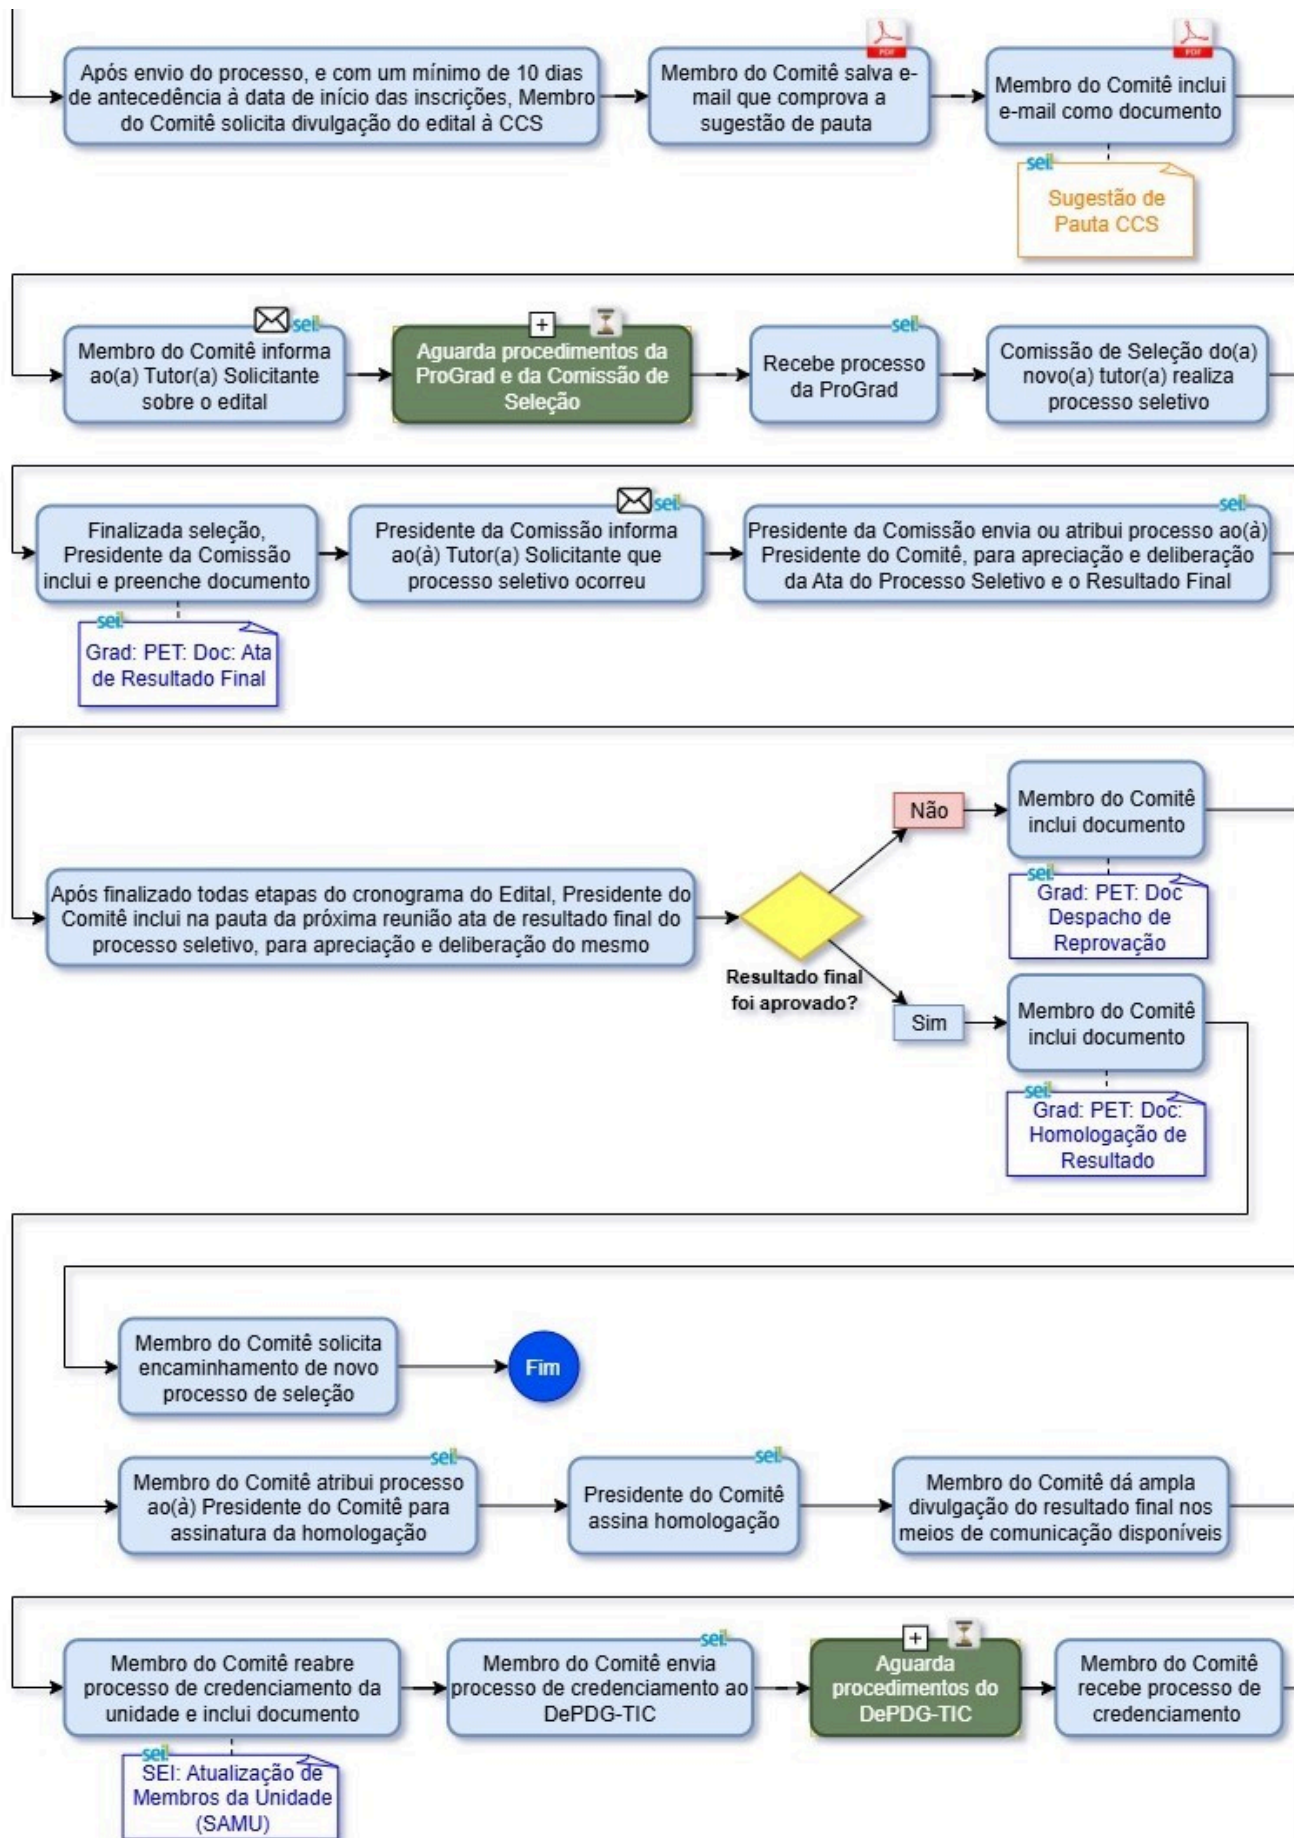 Após envio do processo, e com um mínimo de 10 dias
de antecedência à data de início das inscrições, Membro
do Comitê solicita divulgação do edital à CCS
PDF
Membro do Comitê salva e-
mail que comprova a
sugestão de pauta
PDF
Membro do Comitê inclui
e-mail como documento
sei!
Sugestão de
Pauta CCS
sei!
Membro do Comitê informa
ao(a) Tutor(a) Solicitante
sobre o edital
+
Aguarda procedimentos da
ProGrad e da Comissão de
Seleção
sei!
Recebe processo
da ProGrad
Comissão de Seleção do(a)
novo(a) tutor(a) realiza
processo seletivo
Finalizada seleção,
Presidente da Comissão
inclui e preenche documento
sei!
Grad: PET: Doc: Ata
de Resultado Final
sei!
Presidente da Comissão informa
ao(à) Tutor(a) Solicitante que
processo seletivo ocorreu
sei!
Presidente da Comissão envia ou atribui processo ao(à)
Presidente do Comitê, para apreciação e deliberação
da Ata do Processo Seletivo e o Resultado Final
Após finalizado todas etapas do cronograma do Edital, Presidente do
Comitê inclui na pauta da próxima reunião ata de resultado final do
processo seletivo, para apreciação e deliberação do mesmo
Resultado final
foi aprovado?
Não
Membro do Comitê
inclui documento
sei!
Grad: PET: Doc
Despacho de
Reprovação
Sim
Membro do Comitê
inclui documento
sei!
Grad: PET: Doc:
Homologação de
Resultado
Membro do Comitê solicita
encaminhamento de novo
processo de seleção
Fim
sei!
Membro do Comitê atribui processo
ao(à) Presidente do Comitê para
assinatura da homologação
sei!
Presidente do Comitê
assina homologação
Membro do Comitê dá ampla
divulgação do resultado final nos
meios de comunicação disponíveis
Membro do Comitê reabre
processo de credenciamento da
unidade e inclui documento
sei!
SEI: Atualização de
Membros da Unidade
(SAMU)
sei!
Membro do Comitê envia
processo de credenciamento ao
DePDG-TIC
+
Aguarda
procedimentos do
DePDG-TIC
Membro do Comitê
recebe processo de
credenciamento